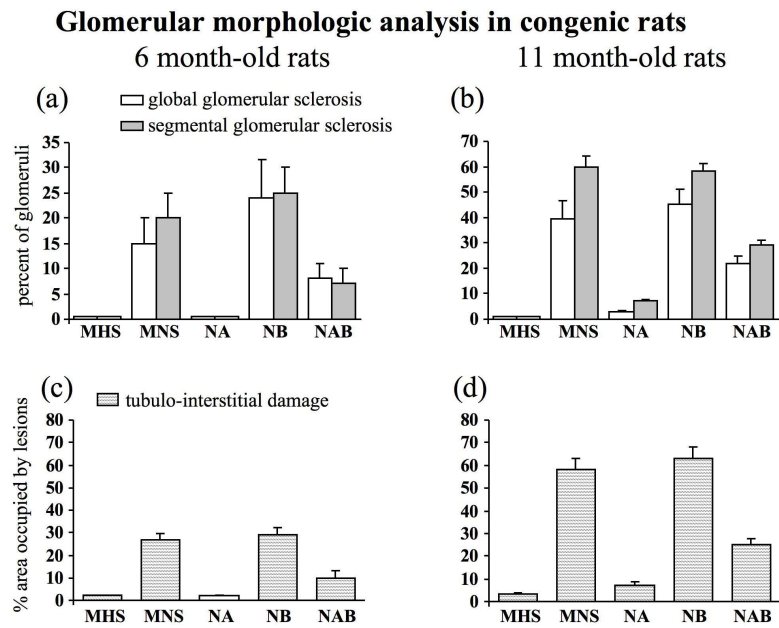 Glomerular morphologic analysis in congenic rats
6 month-old rats
11 month-old rats
(a)
global glomerular sclerosis
segmental glomerular sclerosis
percent of glomeruli
35
30
25
20
15
10
5
0
MHS MNS NA NB NAB
(b)
70
60
50
40
30
20
10
0
MHS MNS NA NB NAB
(c)
tubulo-interstitial damage
% area occupied by lesions
80
70
60
50
40
30
20
10
0
MHS MNS NA NB NAB
(d)
80
70
60
50
40
30
20
10
0
MHS MNS NA NB NAB